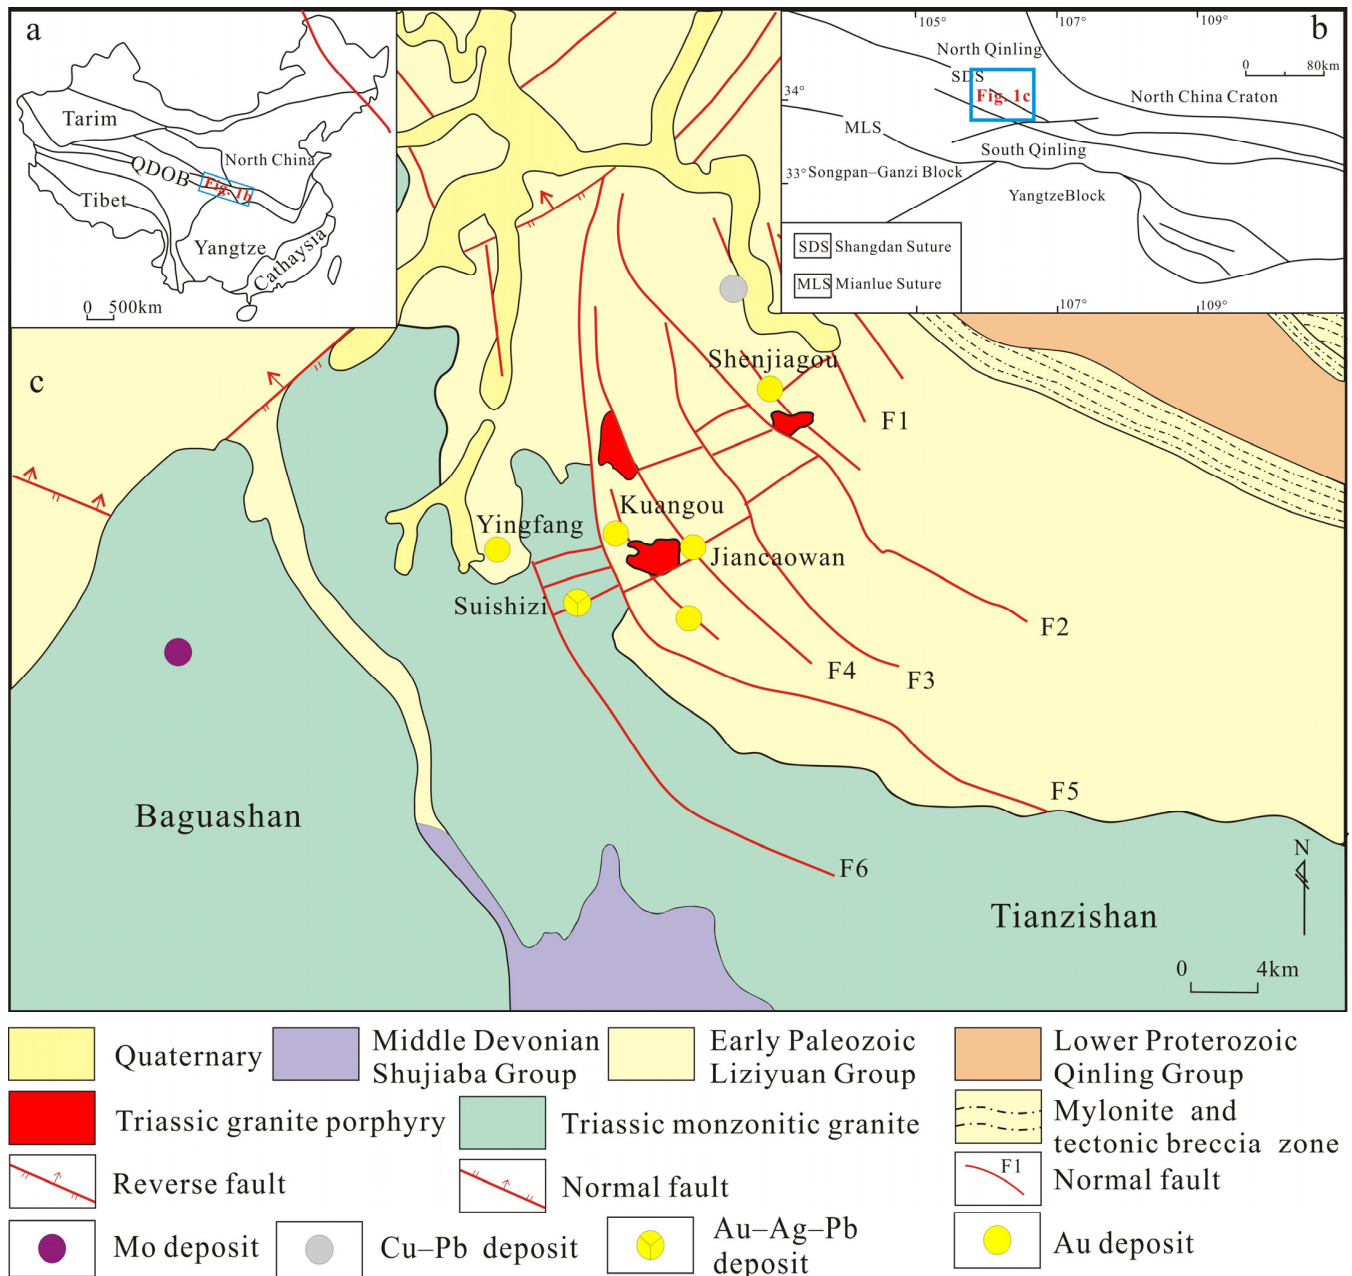 a
Tarim
QDOB
North China
Fig. 1b
Tibet
Yangtze
Cathaysia
0 500km
b
105°
107°
109°
North Qinling
0 80km
SDS
Fig. 1c
34°
North China Craton
MLS
South Qinling
33°
Songpan–Ganzi Block
YangtzeBlock
SDS Shangdan Suture
MLS Mianlue Suture
107°
109°
c
Shenjiagou
F1
Kuangou
Yingfang
Jiancaowan
Suishizi
F2
F4
F3
F5
Baguashan
F6
N
Tianzishan
0 4km
Quaternary
Middle Devonian
Shujiaba Group
Early Paleozoic
Liziyuan Group
Lower Proterozoic
Qinling Group
Triassic granite porphyry
Triassic monzonitic granite
Mylonite and
tectonic breccia zone
Reverse fault
Normal fault
F1
Normal fault
Mo deposit
Cu–Pb deposit
Au–Ag–Pb
deposit
Au deposit